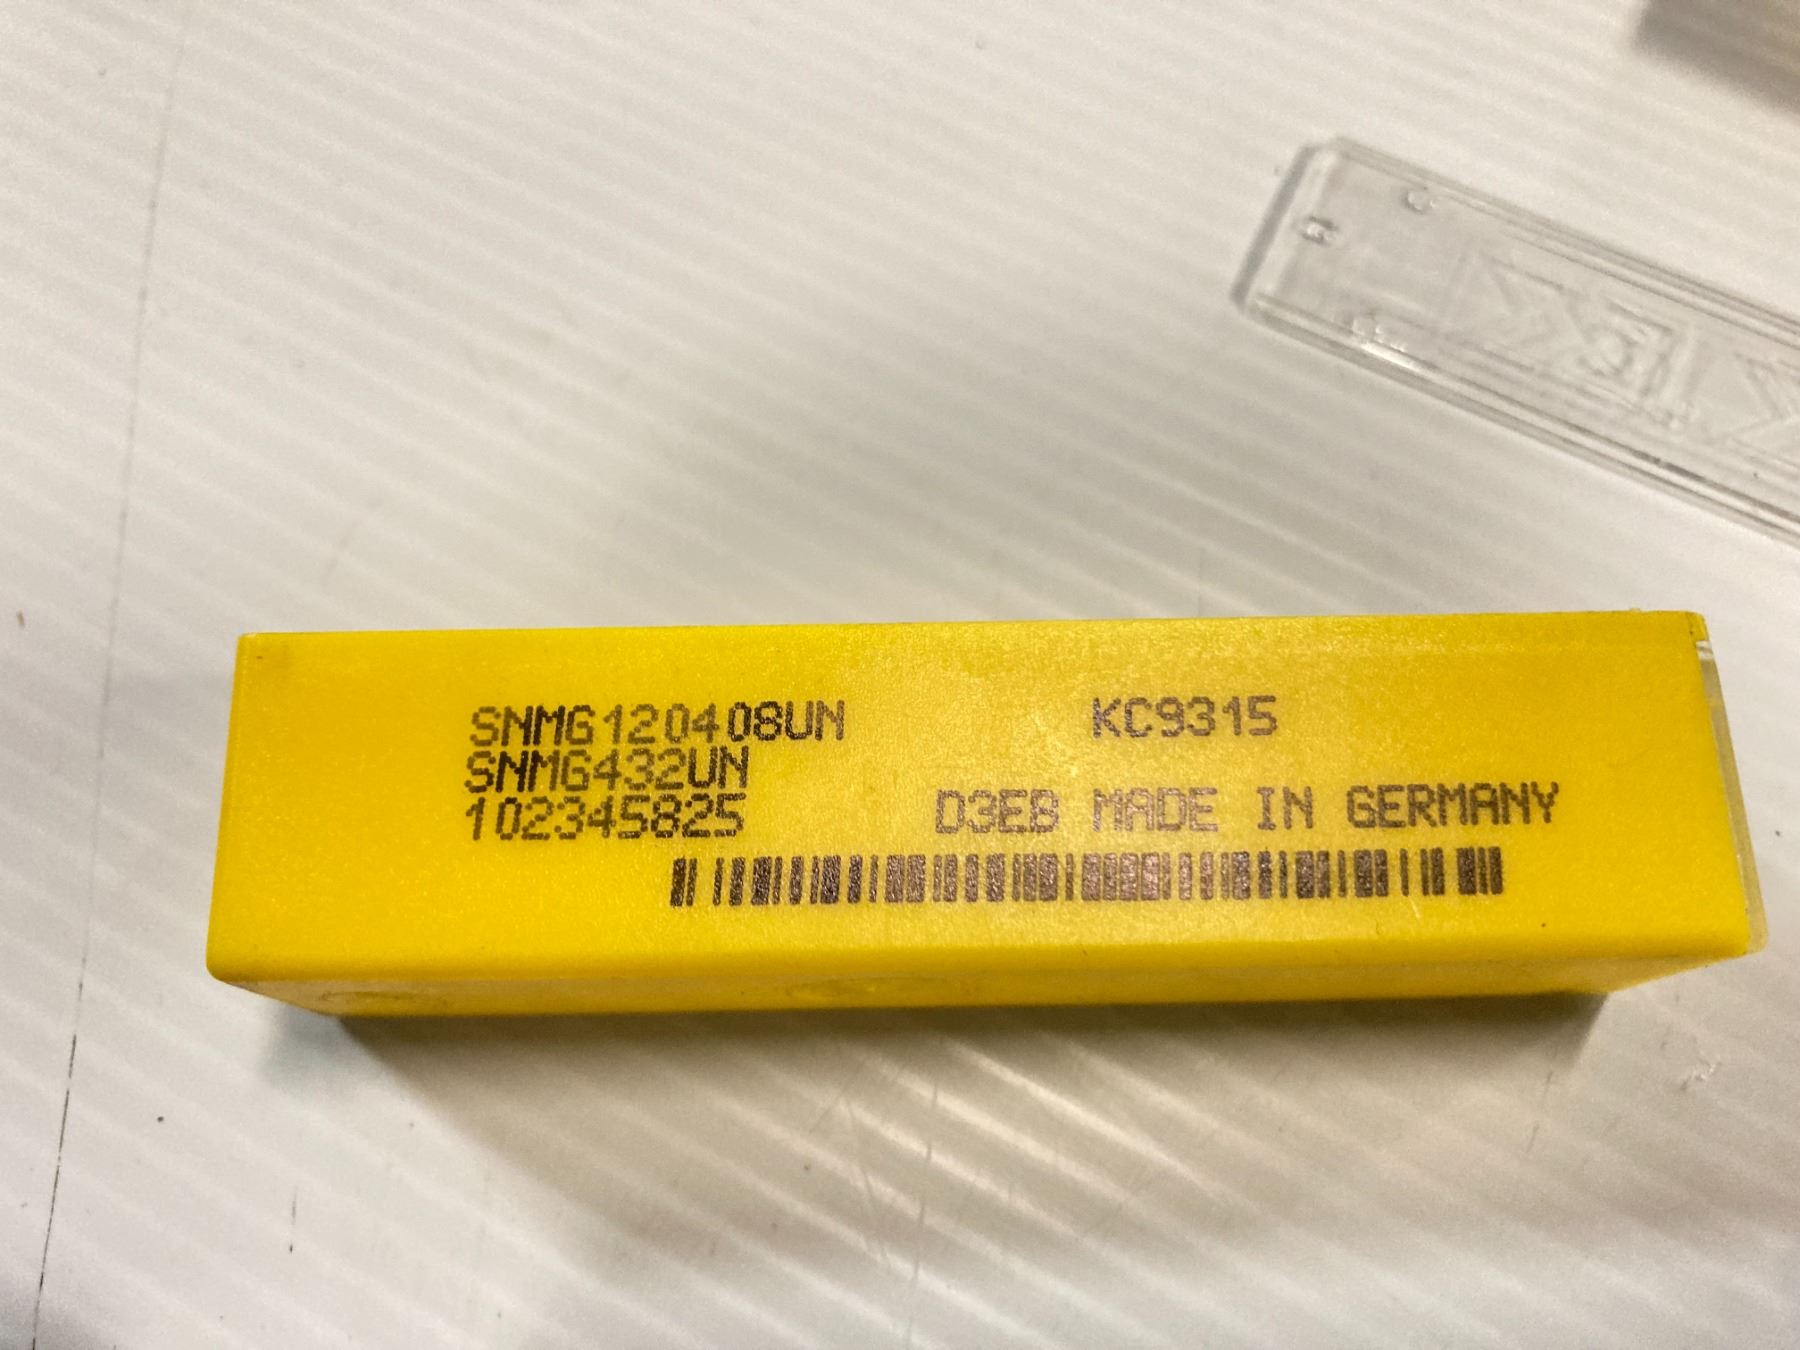 SNMG120408UN KC9315
SNMG432UN
102345825 D3EB MADE IN GERMANY